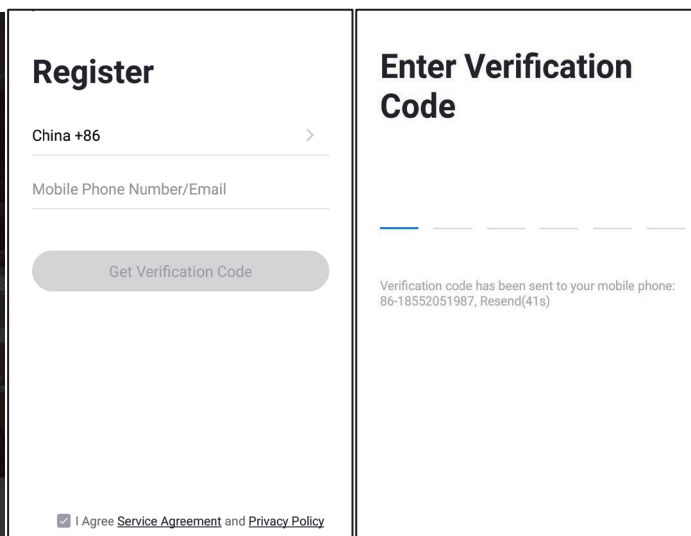 Register
China +86
Mobile Phone Number/Email
Get Verification Code
I Agree Service Agreement and Privacy Policy
Enter Verification
Code
Verification code has been sent to your mobile phone:
86-18552051987, Resend(41s)